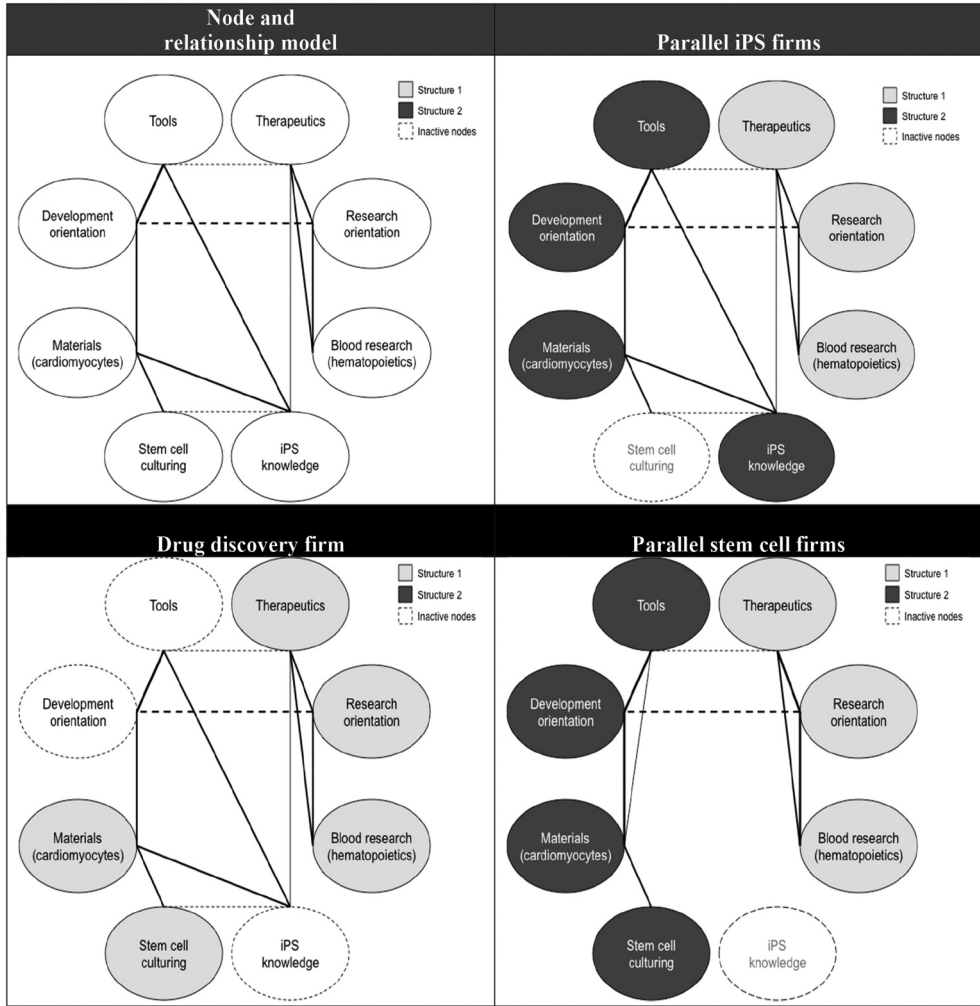 Node and
relationship model
Tools
Therapeutics
Structure 1
Structure 2
Inactive nodes
Development
orientation
Research
orientation
Materials
(cardiomyocytes)
Blood research
(hematopoietics)
Stem cell
culturing
iPS
knowledge
Parallel iPS firms
Tools
Therapeutics
Structure 1
Structure 2
Inactive nodes
Development
orientation
Research
orientation
Materials
(cardiomyocytes)
Blood research
(hematopoietics)
Stem cell
culturing
iPS
knowledge
Drug discovery firm
Tools
Therapeutics
Structure 1
Structure 2
Inactive nodes
Development
orientation
Research
orientation
Materials
(cardiomyocytes)
Blood research
(hematopoietics)
Stem cell
culturing
iPS
knowledge
Parallel stem cell firms
Tools
Therapeutics
Structure 1
Structure 2
Inactive nodes
Development
orientation
Research
orientation
Materials
(cardiomyocytes)
Blood research
(hematopoietics)
Stem cell
culturing
iPS
knowledge